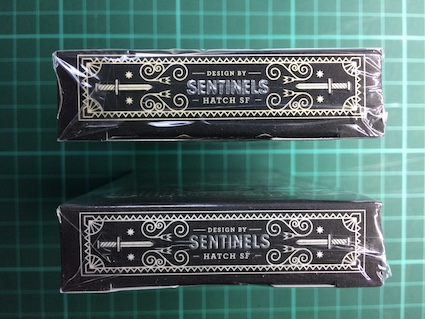 DESIGN BY
SENTINELS
HATCH SF
DESIGN BY
SENTINELS
HATCH SF